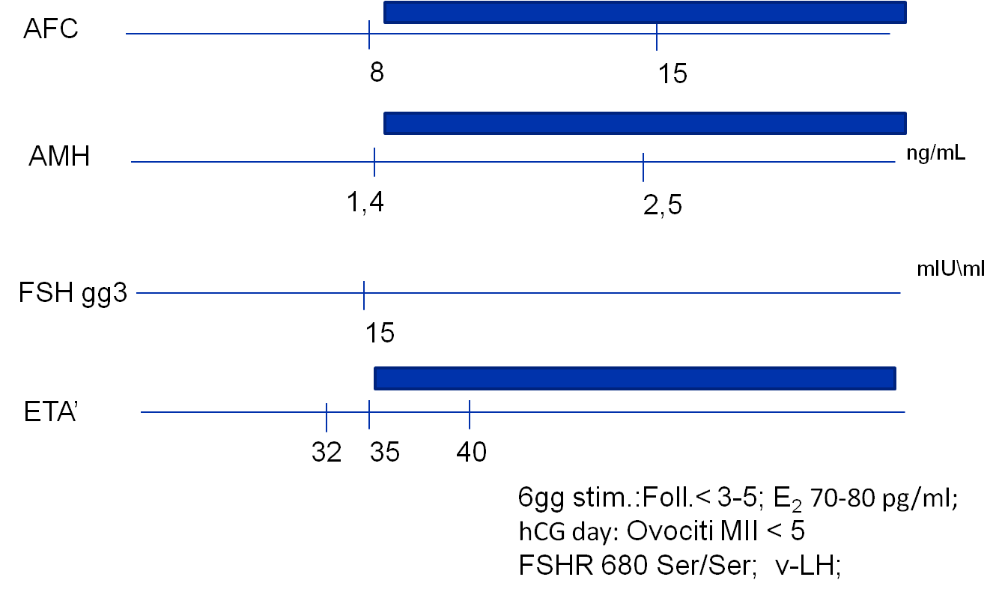 AFC
8 15
AMH ng/mL
1,4 2,5
mIU\ml
FSH gg3
15
ETA’
32 35 40
6gg stim.:Foll.< 3-5; E₂ 70-80 pg/ml;
hCG day: Ovociti MII < 5
FSHR 680 Ser/Ser; v-LH;